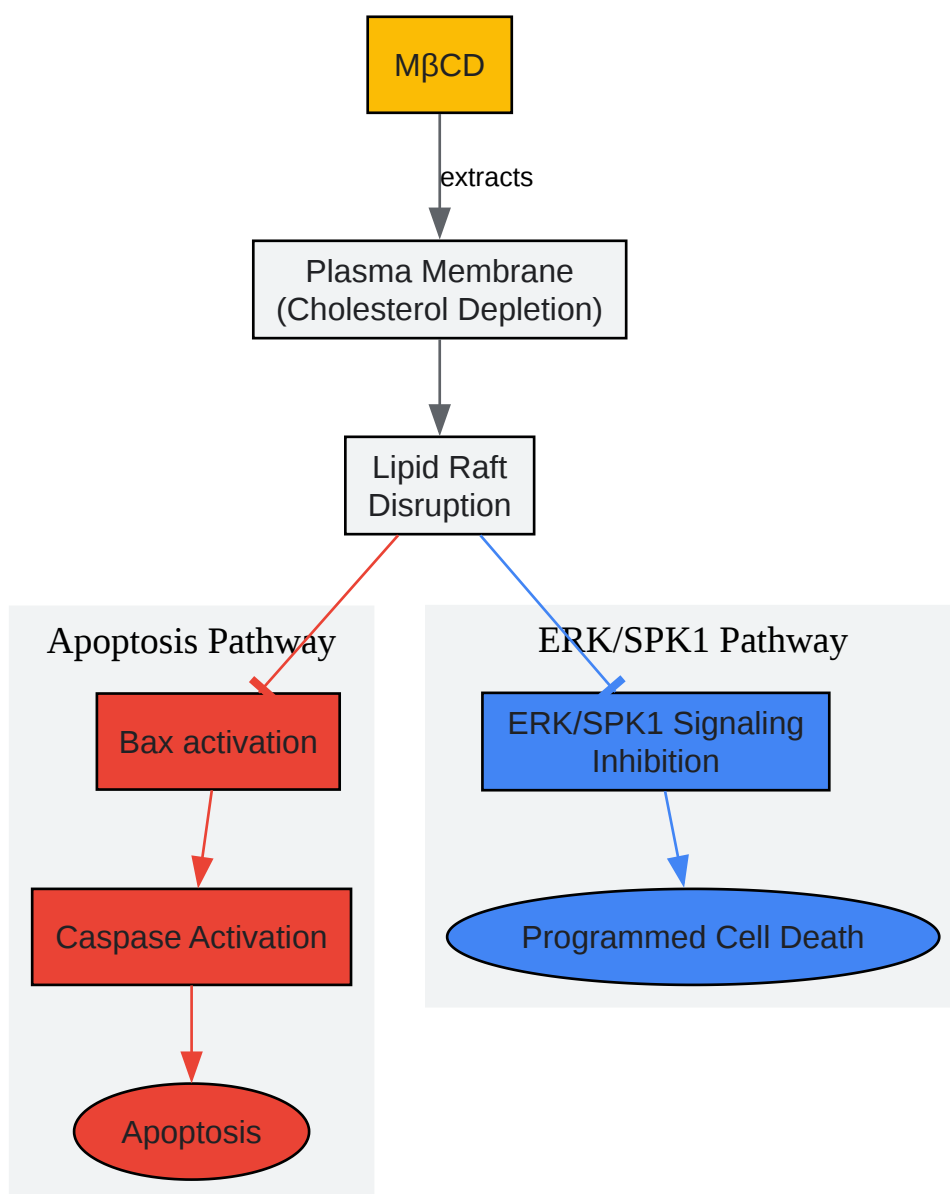 MβCD
extracts
Plasma Membrane
(Cholesterol Depletion)
Lipid Raft
Disruption
Apoptosis Pathway
Bax activation
Caspase Activation
Apoptosis
ERK/SPK1 Pathway
ERK/SPK1 Signaling
Inhibition
Programmed Cell Death